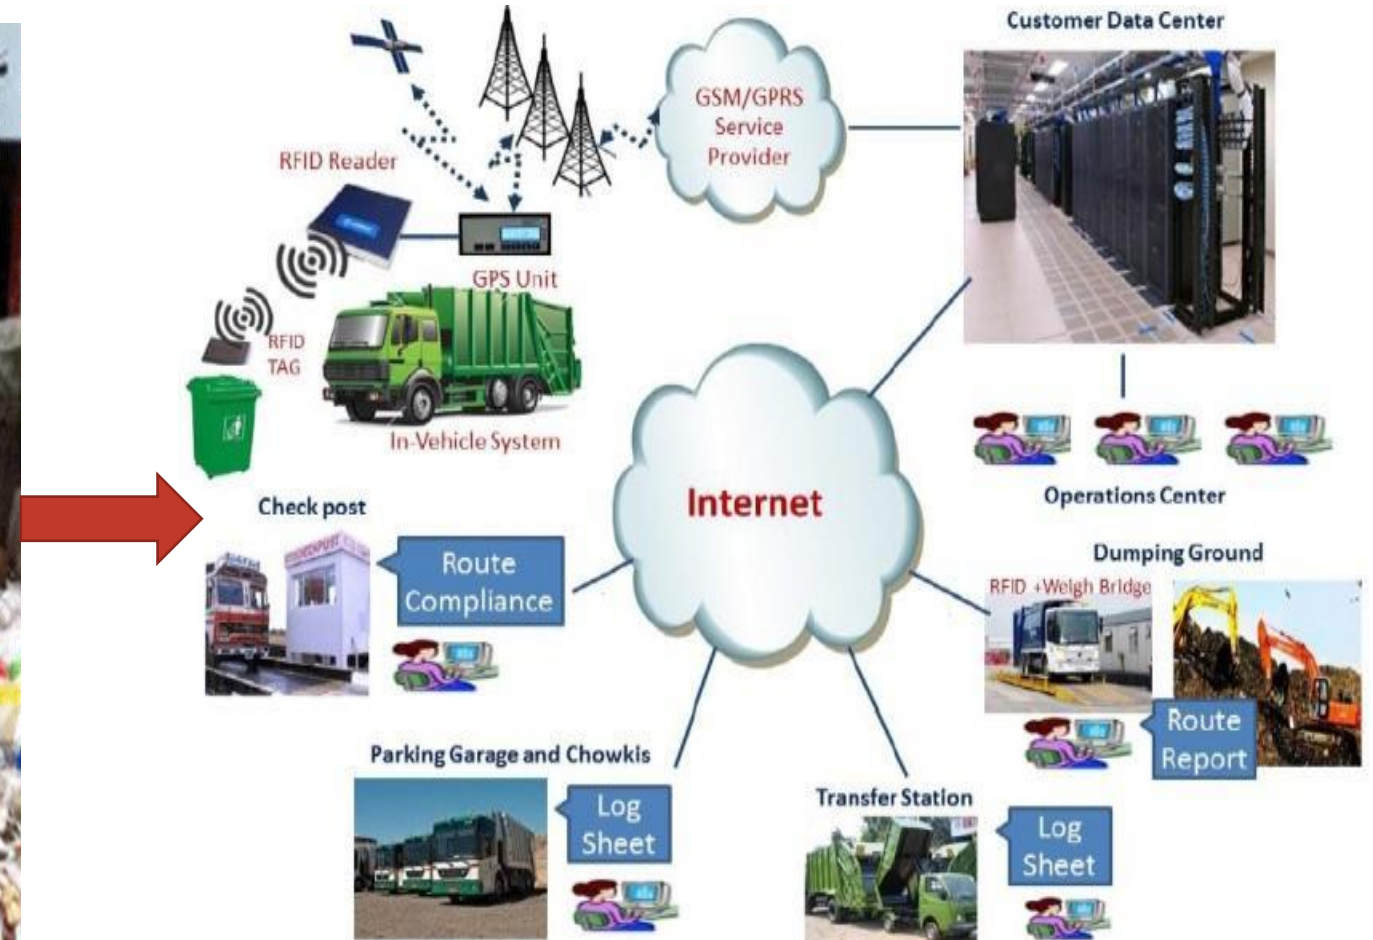 Customer Data Center
GSM/GPRS
Service
Provider
RFID Reader
GPS Unit
RFID
TAG
In-Vehicle System
Internet
Operations Center
Check post
Route
Compliance
Dumping Ground
RFID +Weigh Bridge
Route
Report
Parking Garage and Chowkis
Log
Sheet
Transfer Station
Log
Sheet